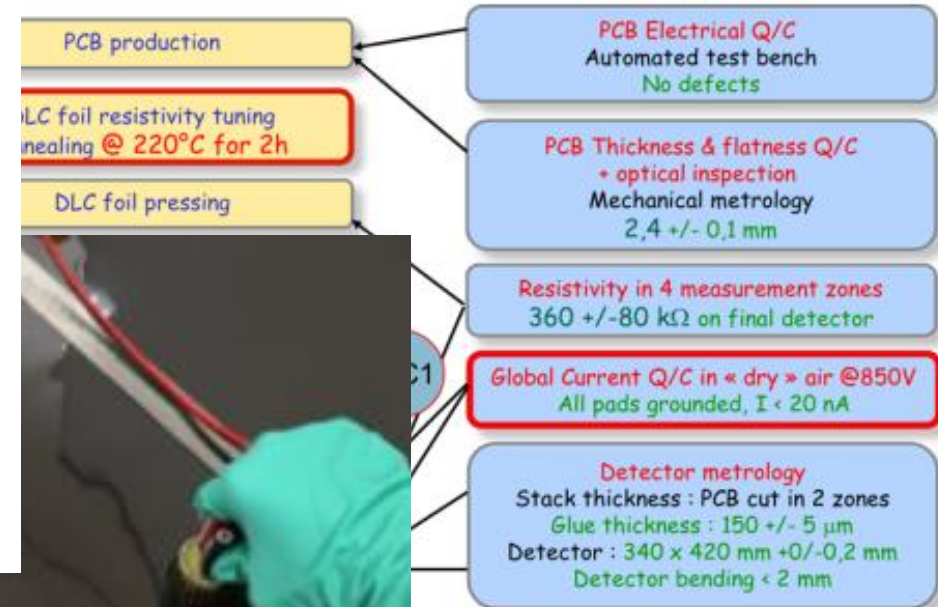 PCB production
LC foil resistivity tuning
nealing @ 220°C for 2h
DLC foil pressing
PCB Electrical Q/C
Automated test bench
No defects
PCB Thickness & flatness Q/C
+ optical inspection
Mechanical metrology
2,4 +/- 0,1 mm
Resistivity in 4 measurement zones
360 +/-80 kΩ on final detector
C1
Global Current Q/C in « dry » air @850V
All pads grounded, I < 20 nA
Detector metrology
Stack thickness : PCB cut in 2 zones
Glue thickness : 150 +/- 5 μm
Detector : 340 x 420 mm +0/-0,2 mm
Detector bending < 2 mm